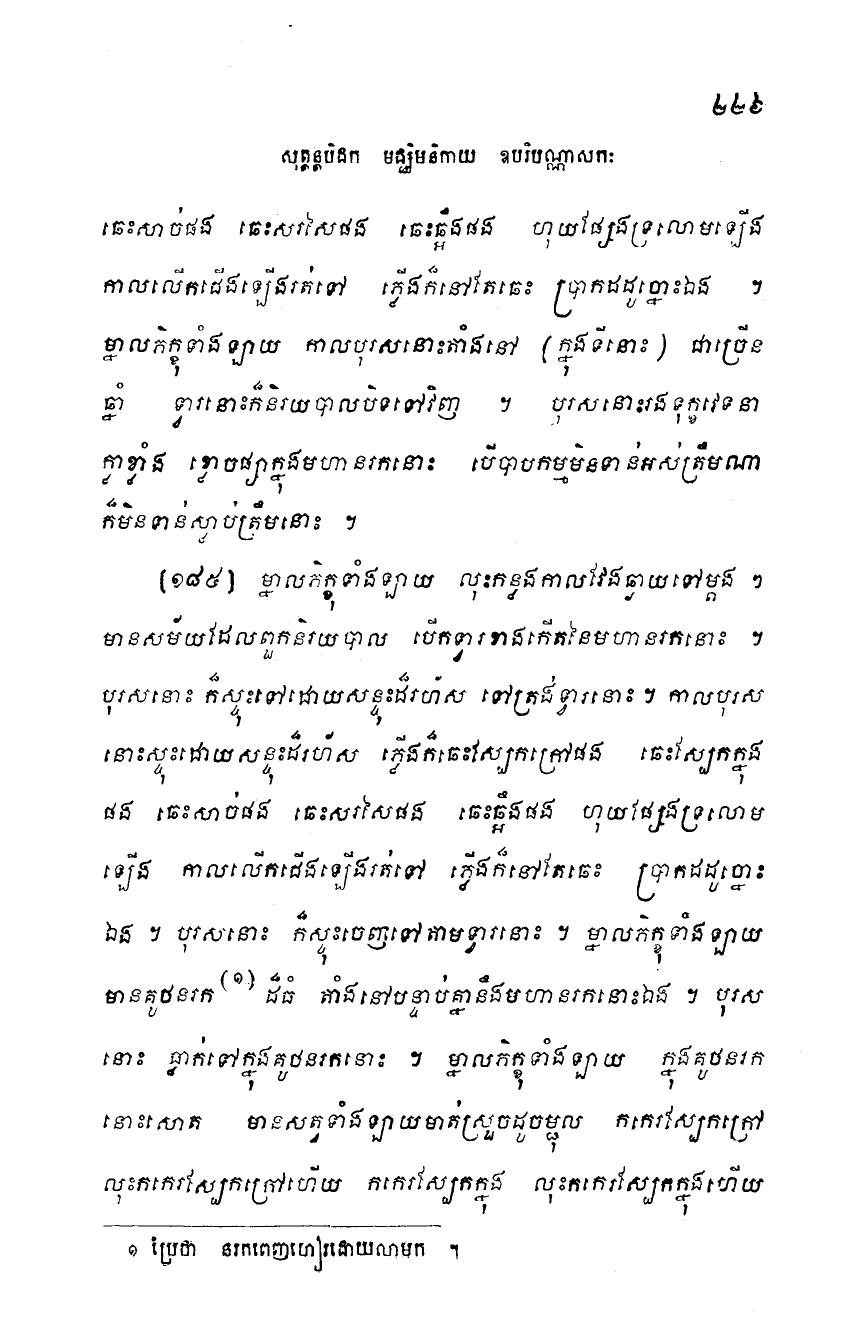 ២២៦
សុត្តន្តបិដក មជ្ឈិមនិកាយ ឧបរិបណ្ណាសកៈ
ឆេះសាច់ផង ឆេះសរសៃផង ឆេះឆ្អឹងផង ហុយផ្សែងទ្រលោមឡើង
កាលលើកជើងឡើងរត់ទៅ ភ្លើងក៏នៅតែឆេះ ប្រាកដដូច្នោះឯង ។
ម្នាលភិក្ខុទាំងឡាយ កាលបុរសនោះតាំងនៅ (ក្នុងទីនោះ) ជាច្រើន
ឆ្នាំ ទ្វារនោះក៏និរយបាលបិទទៅវិញ ។ បុរសនោះរងទុក្ខវេទនា
ក្លាខ្លាំង ខ្លោចផ្សាក្នុងមហានរកនោះ បើបាបកម្មមិនទាន់អស់ត្រឹមណា
ក៏មិនទាន់ស្លាប់ត្រឹមនោះ ។
[១៨៥] ម្នាលភិក្ខុទាំងឡាយ លុះកន្លងកាលវែងឆ្ងាយទៅម្តង ៗ
មានសម័យដែលពួកនិរយបាល បើកទ្វារខាងកើតនៃមហានរកនោះ ។
បុរសនោះ ក៏ស្ទុះទៅដោយសន្ទុះដ៏រហ័ស ទៅត្រង់ទ្វារនោះ ។ កាលបុរស
នោះស្ទុះដោយសន្ទុះដ៏រហ័ស ភ្លើងក៏ឆេះស្បែកក្រៅផង ឆេះស្បែកក្នុង
ផង ឆេះសាច់ផង ឆេះសរសៃផង ឆេះឆ្អឹងផង ហុយផ្សែងទ្រលោម
ឡើង កាលលើកជើងឡើងរត់ទៅ ភ្លើងក៏នៅតែឆេះ ប្រាកដដូច្នោះ
ឯង ។ បុរសនោះ ក៏ស្ទុះចេញទៅតាមទ្វារនោះ ។ ម្នាលភិក្ខុទាំងឡាយ
មានគូថនរក(១) ដ៏ធំ តាំងនៅបន្ទាប់គ្នានឹងមហានរកនោះឯង ។ បុរស
នោះ ធ្លាក់ទៅក្នុងគូថនរកនោះ ។ ម្នាលភិក្ខុទាំងឡាយ ក្នុងគូថនរក
នោះសោត មានសត្វទាំងឡាយមាត់ស្រួចដូចម្ជុល កកេរស្បែកក្រៅ
លុះកកេរស្បែកក្រៅហើយ កកេរស្បែកក្នុង លុះកកេរស្បែកក្នុងហើយ
១ ប្រែថា នរកពេញហៀរដោយលាមក ។